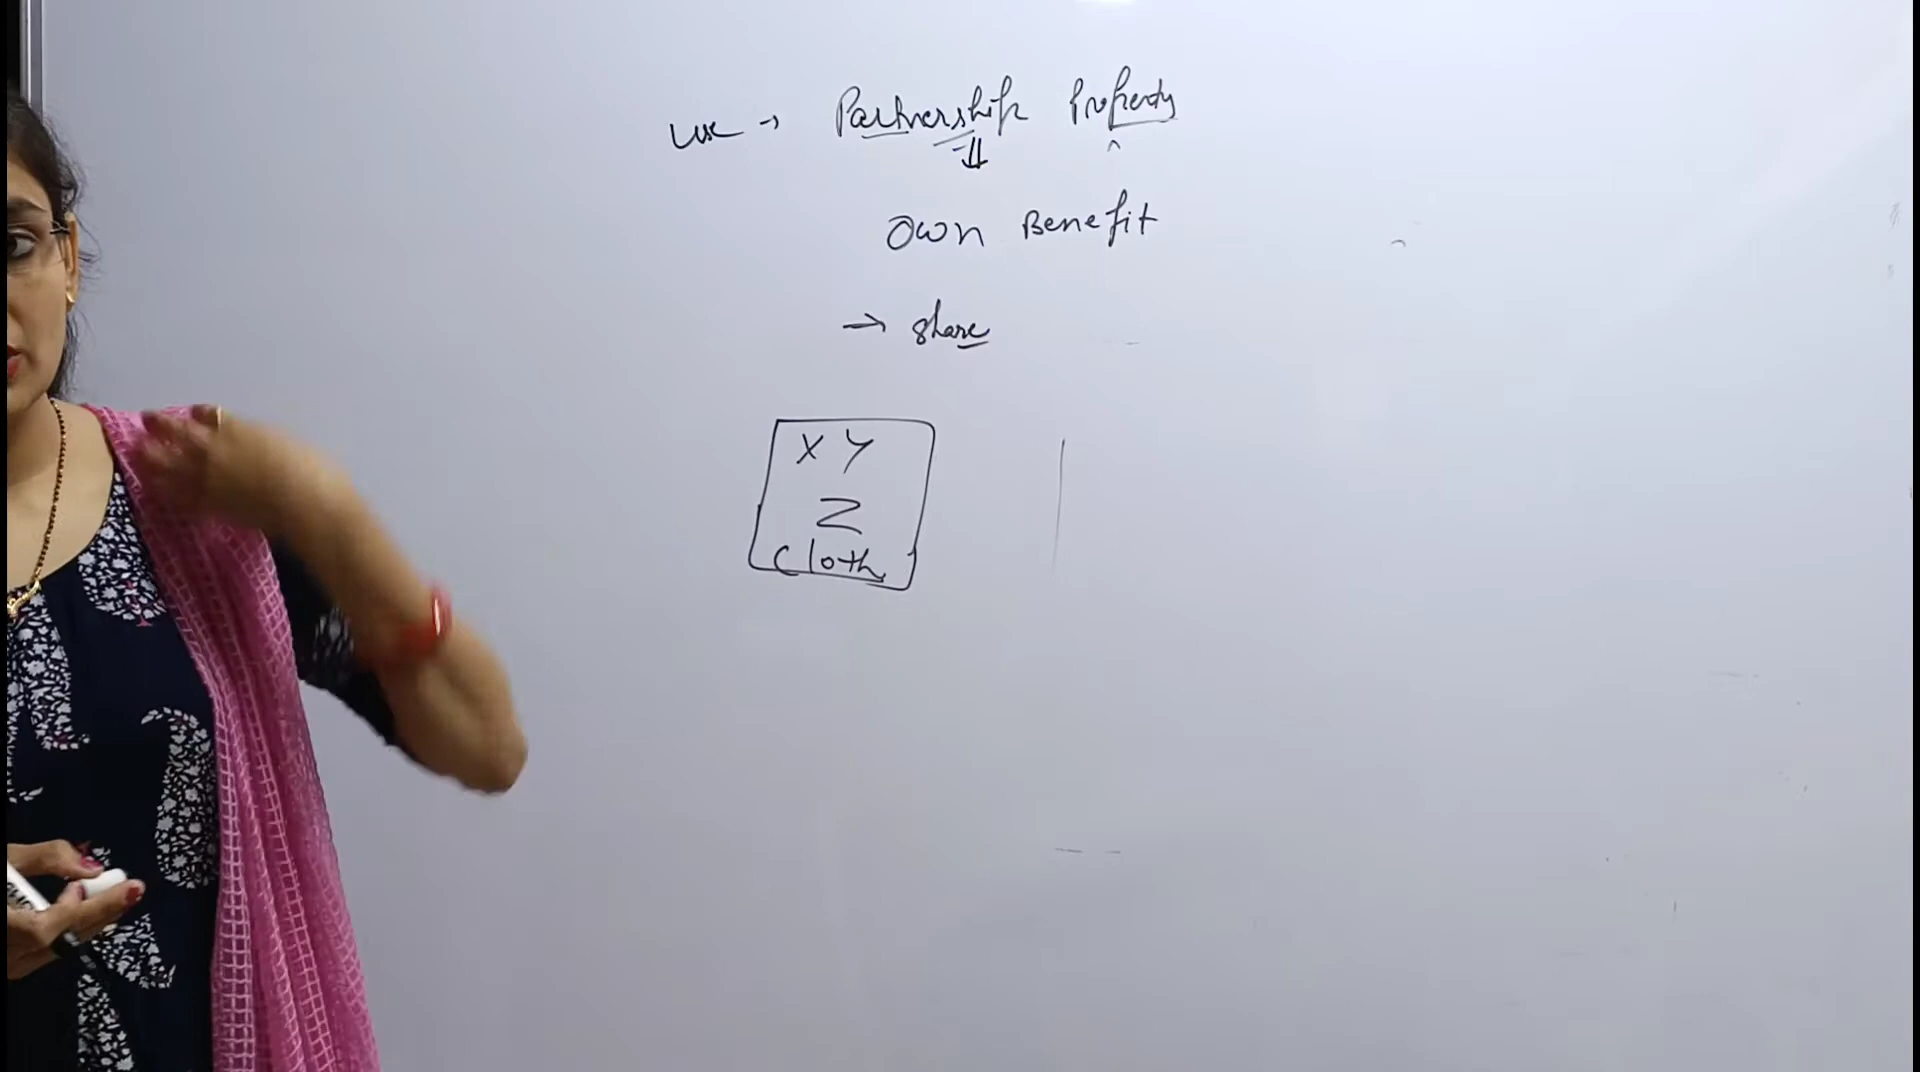 use → Partnership Property
⇓
Own Benefit
→ share
X Y
Z
Cloth